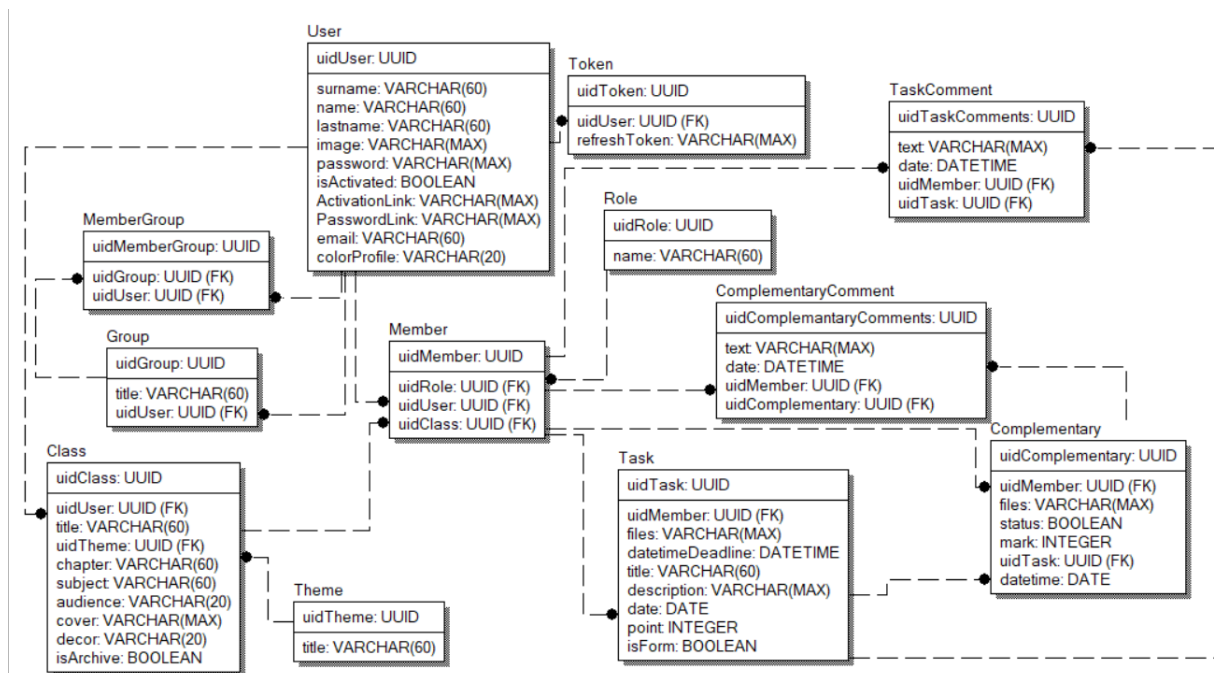 User
uidUser: UUID
surname: VARCHAR(60)
name: VARCHAR(60)
lastname: VARCHAR(60)
image: VARCHAR(MAX)
password: VARCHAR(MAX)
isActivated: BOOLEAN
ActivationLink: VARCHAR(MAX)
PasswordLink: VARCHAR(MAX)
email: VARCHAR(60)
colorProfile: VARCHAR(20)
Token
uidToken: UUID
uidUser: UUID (FK)
refreshToken: VARCHAR(MAX)
TaskComment
uidTaskComments: UUID
text: VARCHAR(MAX)
date: DATETIME
uidMember: UUID (FK)
uidTask: UUID (FK)
Role
uidRole: UUID
name: VARCHAR(60)
MemberGroup
uidMemberGroup: UUID
uidGroup: UUID (FK)
uidUser: UUID (FK)
Group
uidGroup: UUID
title: VARCHAR(60)
uidUser: UUID (FK)
Member
uidMember: UUID
uidRole: UUID (FK)
uidUser: UUID (FK)
uidClass: UUID (FK)
ComplementaryComment
uidComplemantaryComments: UUID
text: VARCHAR(MAX)
date: DATETIME
uidMember: UUID (FK)
uidComplementary: UUID (FK)
Class
uidClass: UUID
uidUser: UUID (FK)
title: VARCHAR(60)
uidTheme: UUID (FK)
chapter: VARCHAR(60)
subject: VARCHAR(60)
audience: VARCHAR(20)
cover: VARCHAR(MAX)
decor: VARCHAR(20)
isArchive: BOOLEAN
Theme
uidTheme: UUID
title: VARCHAR(60)
Task
uidTask: UUID
uidMember: UUID (FK)
files: VARCHAR(MAX)
datetimeDeadline: DATETIME
title: VARCHAR(60)
description: VARCHAR(MAX)
date: DATE
point: INTEGER
isForm: BOOLEAN
Complementary
uidComplementary: UUID
uidMember: UUID (FK)
files: VARCHAR(MAX)
status: BOOLEAN
mark: INTEGER
uidTask: UUID (FK)
datetime: DATE